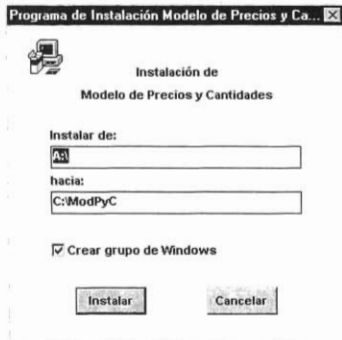 Programa de Instalación Modelo de Precios y Ca...
Instalación de
Modelo de Precios y Cantidades
Instalar de:
A:\
hacia:
C:\ModPyC
Crear grupo de Windows
Instalar
Cancelar